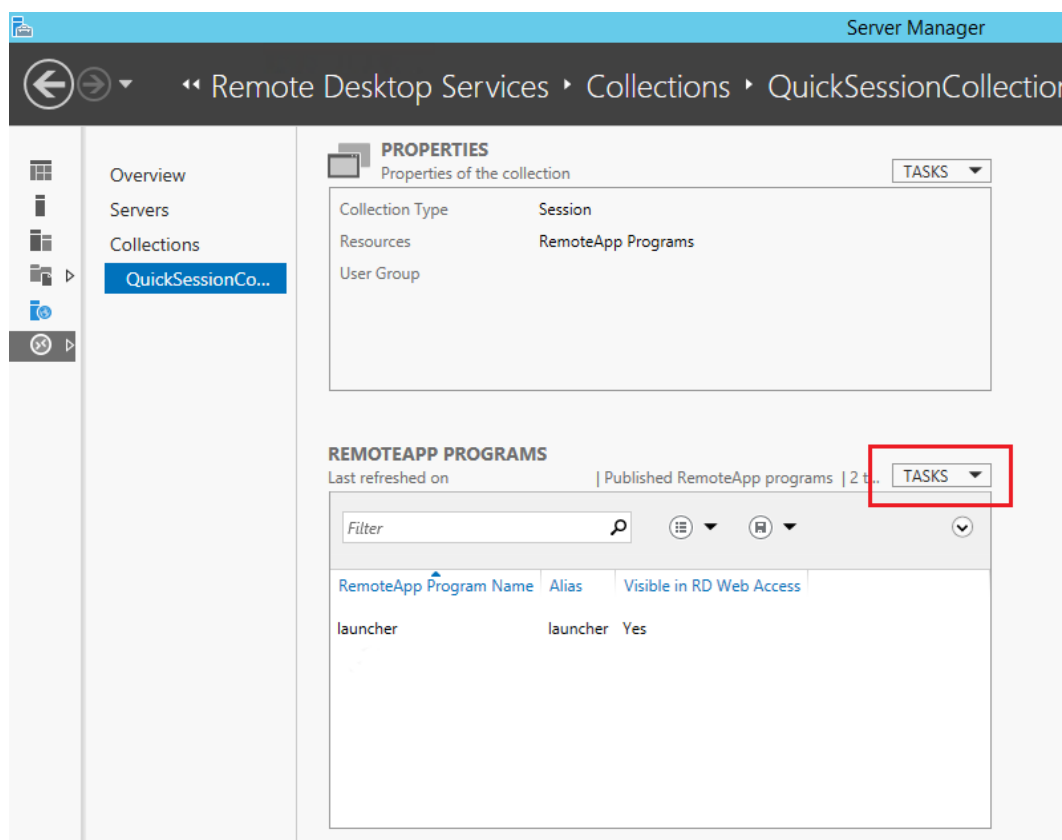 Server Manager
Remote Desktop Services Collections QuickSessionCollection
Overview
Servers
Collections
QuickSessionCo...
PROPERTIES
Properties of the collection
TASKS
Collection Type Session
Resources RemoteApp Programs
User Group
REMOTEAPP PROGRAMS
Last refreshed on | Published RemoteApp programs | 2 t... TASKS
Filter
RemoteApp Program Name Alias Visible in RD Web Access
launcher launcher Yes